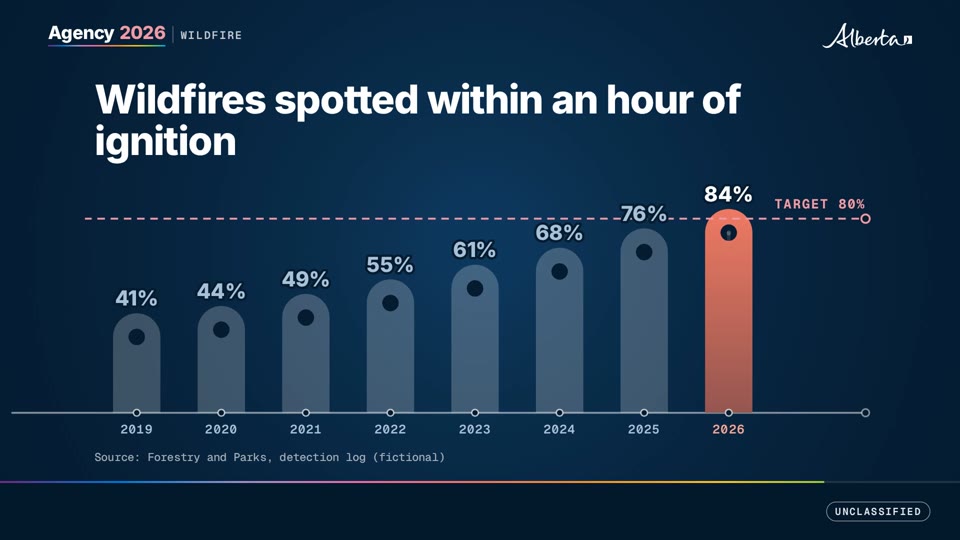 Agency 2026 | WILDFIRE
Alberta
Wildfires spotted within an hour of
ignition
84%
TARGET 80%
76%
68%
61%
55%
49%
44%
41%
2019 2020 2021 2022 2023 2024 2025 2026
Source: Forestry and Parks, detection log (fictional)
UNCLASSIFIED